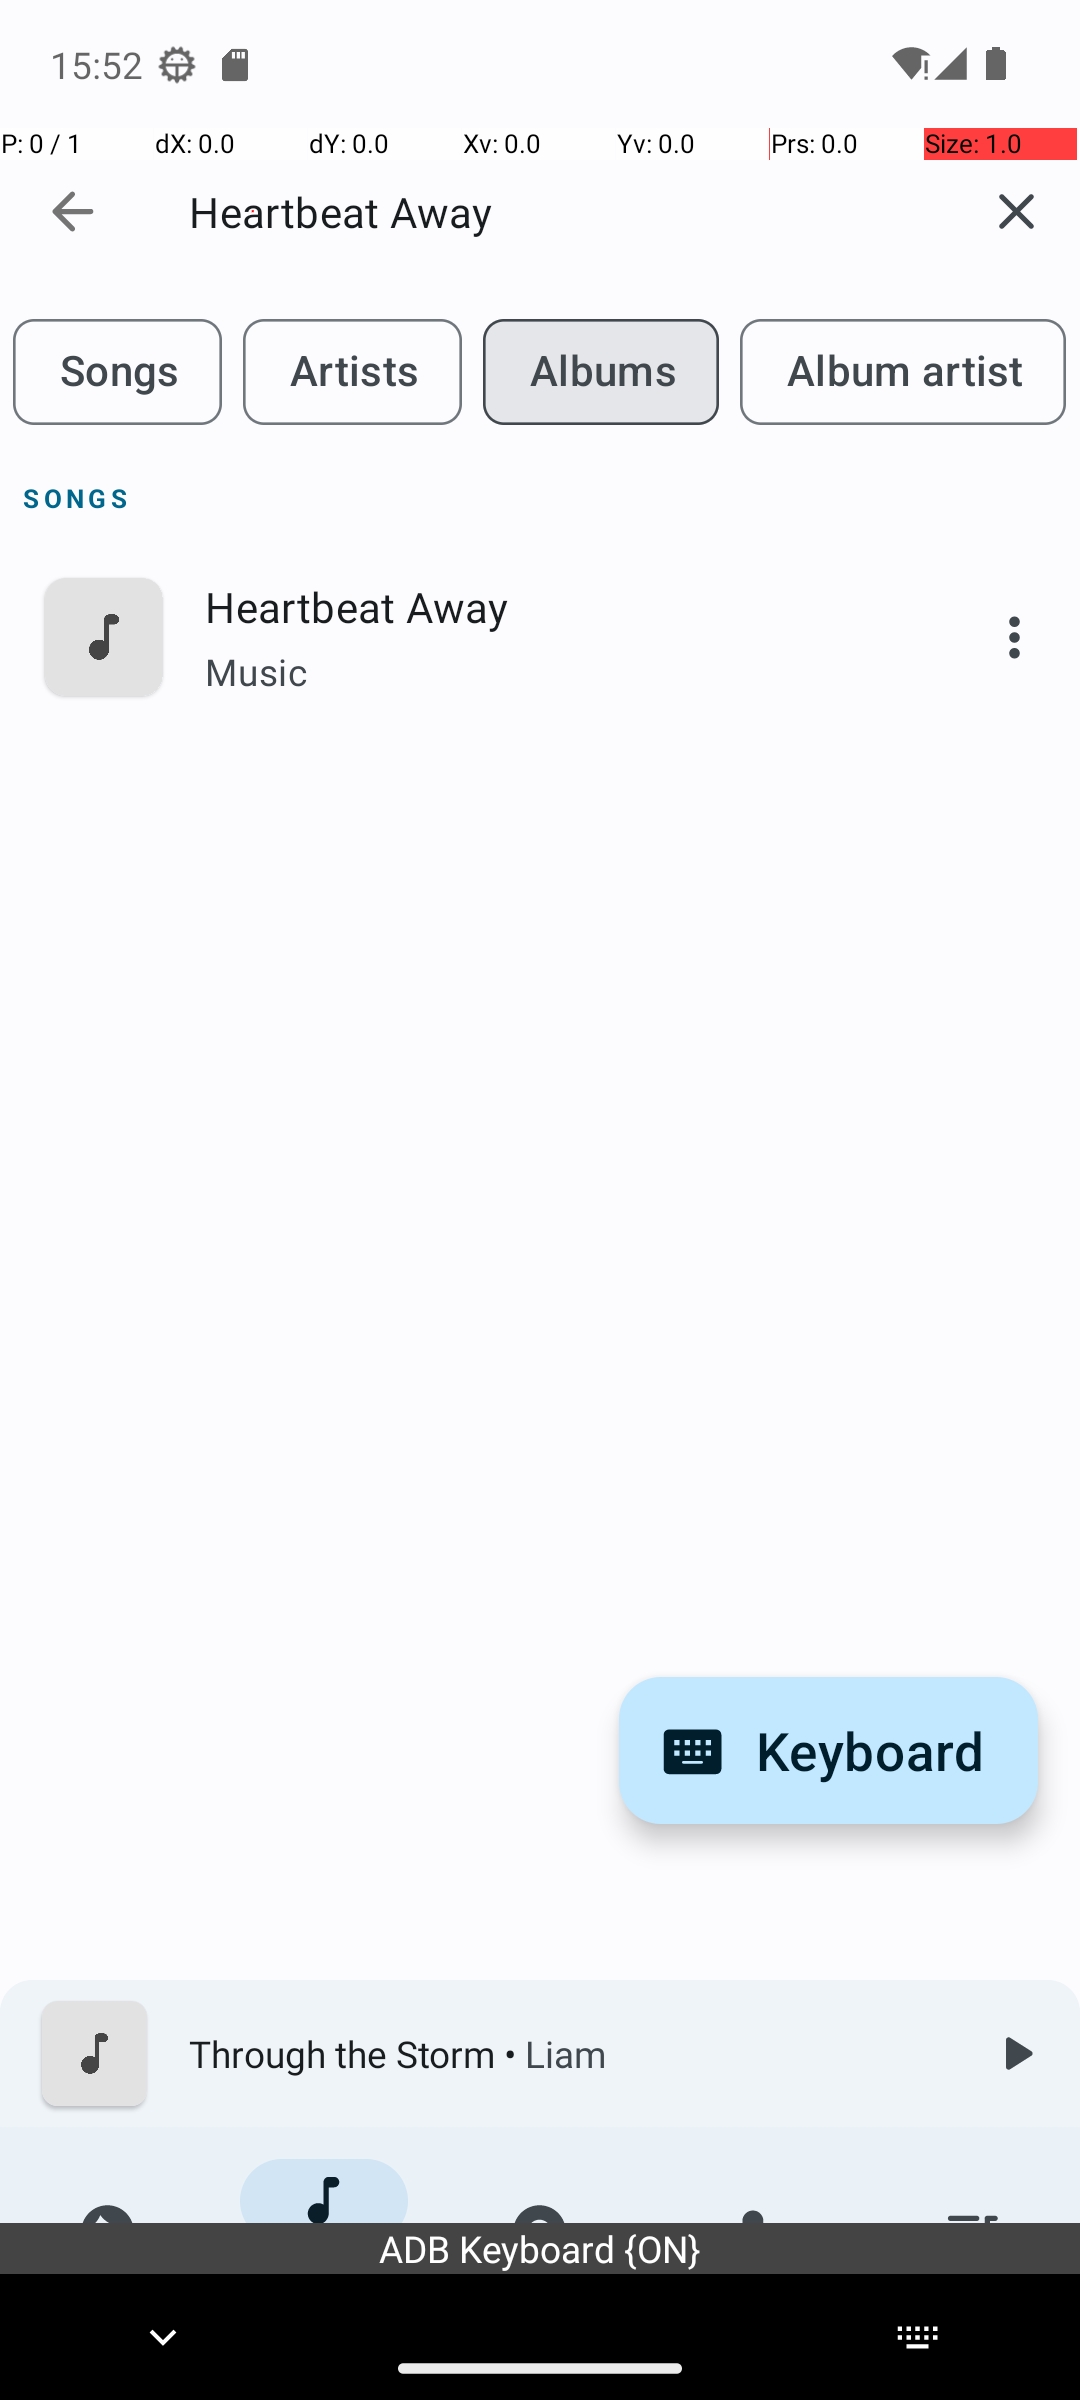 15:52
P: 0 / 1 dX: 0.0 dY: 0.0 Xv: 0.0 Yv: 0.0 Prs: 0.0 Size: 1.0
Heartbeat Away
Songs Artists Albums Album artist
SONGS
Heartbeat Away
Music
Keyboard
Through the Storm • Liam
ADB Keyboard {ON}